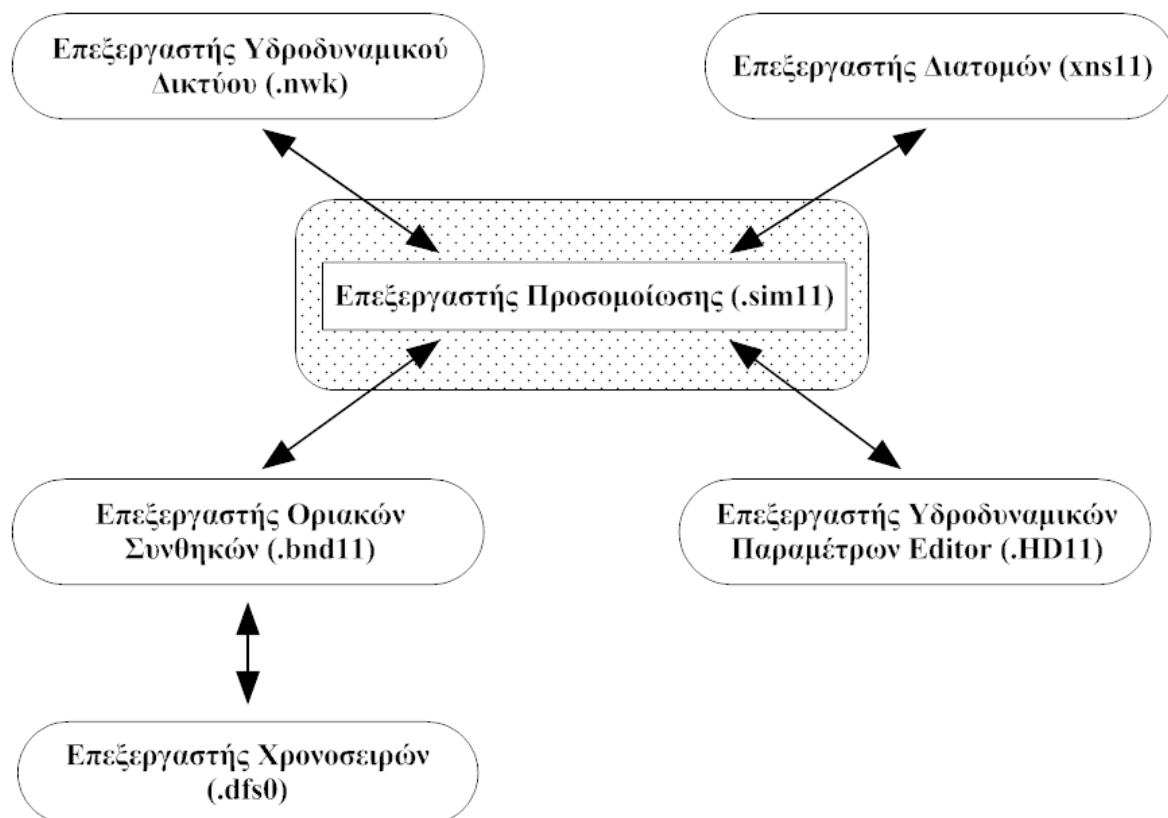 Επεξεργαστής Υδροδυναμικού
Δικτύου (.nwk)
Επεξεργαστής Διατομών (xns11)
Επεξεργαστής Προσομοίωσης (.sim11)
Επεξεργαστής Οριακών
Συνθηκών (.bnd11)
Επεξεργαστής Υδροδυναμικών
Παραμέτρων Editor (.HD11)
Επεξεργαστής Χρονοσειρών
(.dfs0)